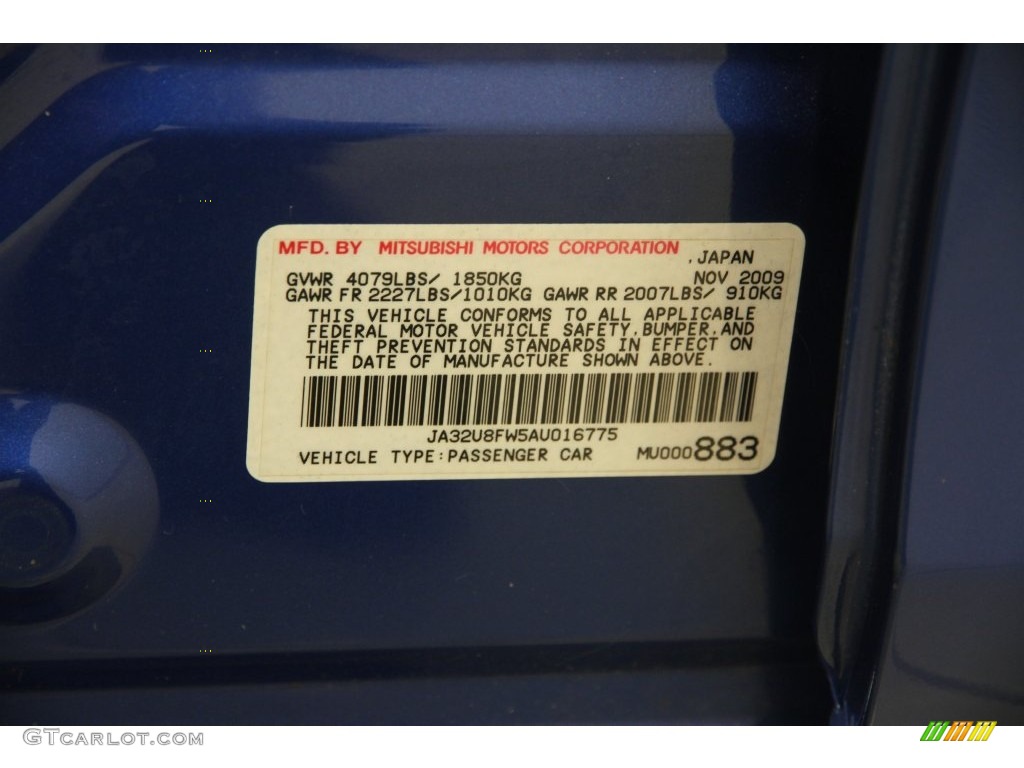 MFD. BY MITSUBISHI MOTORS CORPORATION
, JAPAN
GVWR 4079LBS/ 1850KG NOV 2009
GAWR FR 2227LBS/1010KG GAWR RR 2007LBS/ 910KG
THIS VEHICLE CONFORMS TO ALL APPLICABLE
FEDERAL MOTOR VEHICLE SAFETY, BUMPER, AND
THEFT PREVENTION STANDARDS IN EFFECT ON
THE DATE OF MANUFACTURE SHOWN ABOVE.
JA32U8FW5AU016775
VEHICLE TYPE: PASSENGER CAR MU000883
GTCARLOT.COM